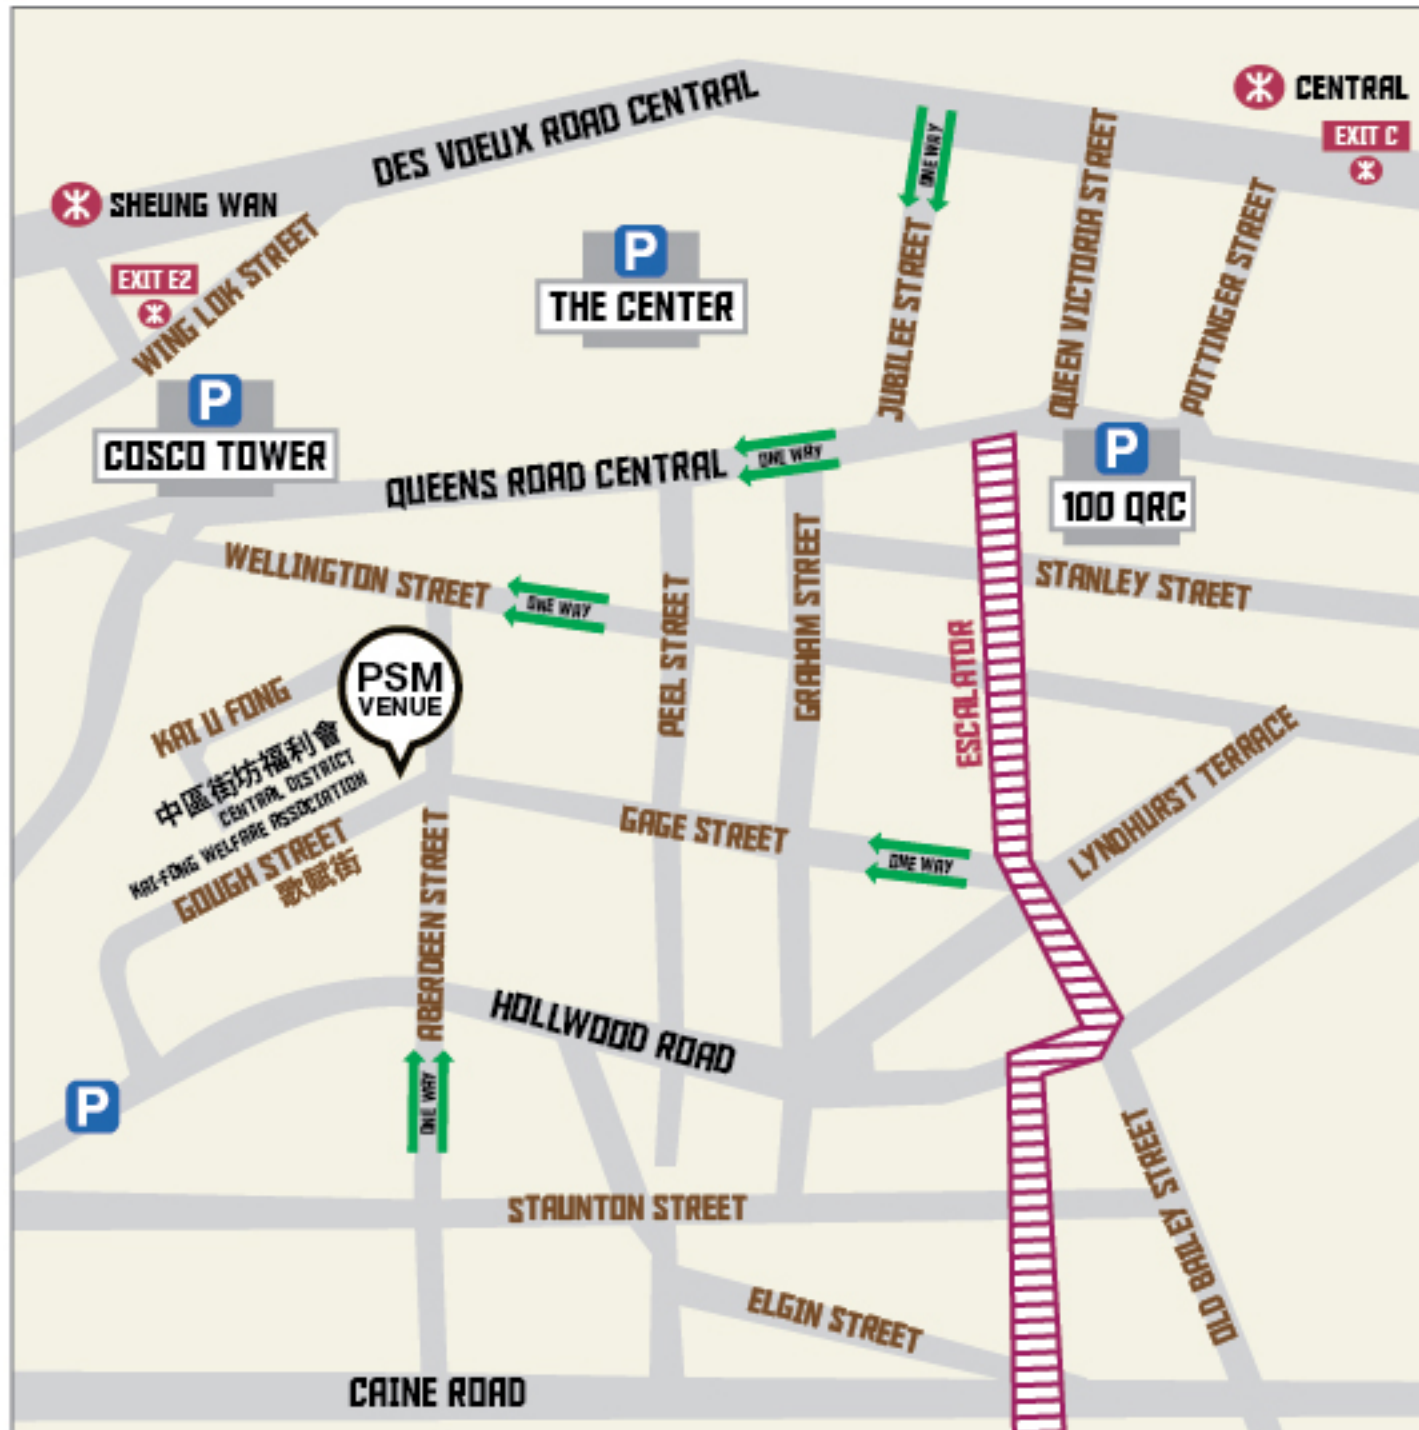 CENTRAL
EXIT C
DES VOEUX ROAD CENTRAL
ONE WAY
SHEUNG WAN
EXIT E2
WING LOK STREET
P
THE CENTER
JUBILEE STREET
QUEEN VICTORIA STREET
POTTINGER STREET
P
COSCO TOWER
QUEENS ROAD CENTRAL
ONE WAY
P
100 QRC
WELLINGTON STREET
ONE WAY
PEEL STREET
GRAHAM STREET
STANLEY STREET
ESCALATOR
PSM
VENUE
KAI U FONG
中區街坊福利會
CENTRAL DISTRICT
KAI-FONG WELFARE ASSOCIATION
GOUGH STREET
歌賦街
GAGE STREET
ONE WAY
LYNDHURST TERRACE
ABERDEEN STREET
HOLLWOOD ROAD
P
ONE WAY
STAUNTON STREET
OLD BAILEY STREET
ELGIN STREET
CAINE ROAD